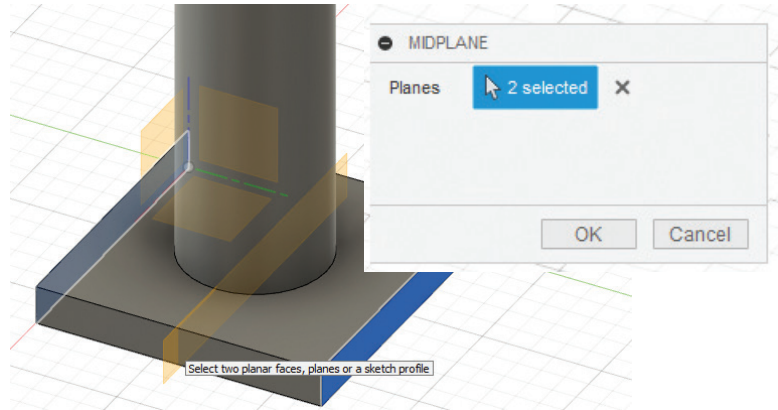 MIDPLANE
Planes 2 selected
OK Cancel
Select two planar faces, planes or a sketch profile